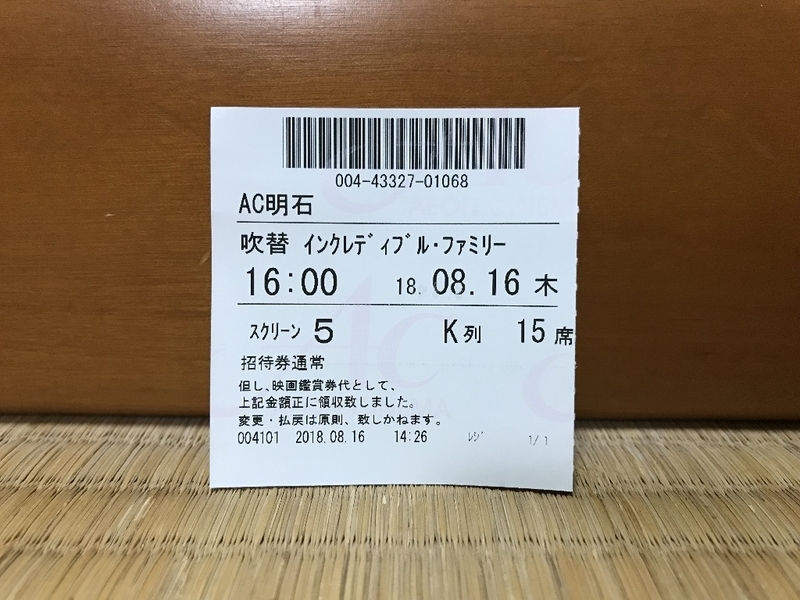 004-43327-01068
AC明石
吹替 インクレディブル・ファミリー
16:00 18.08.16 木
スクリーン 5 K列 15席
招待券通常
但し、映画鑑賞券代として、
上記金額正に領収致しました。
変更・払戻は原則、致しかねます。
004101 2018.08.16 14:26 レジ 1/1